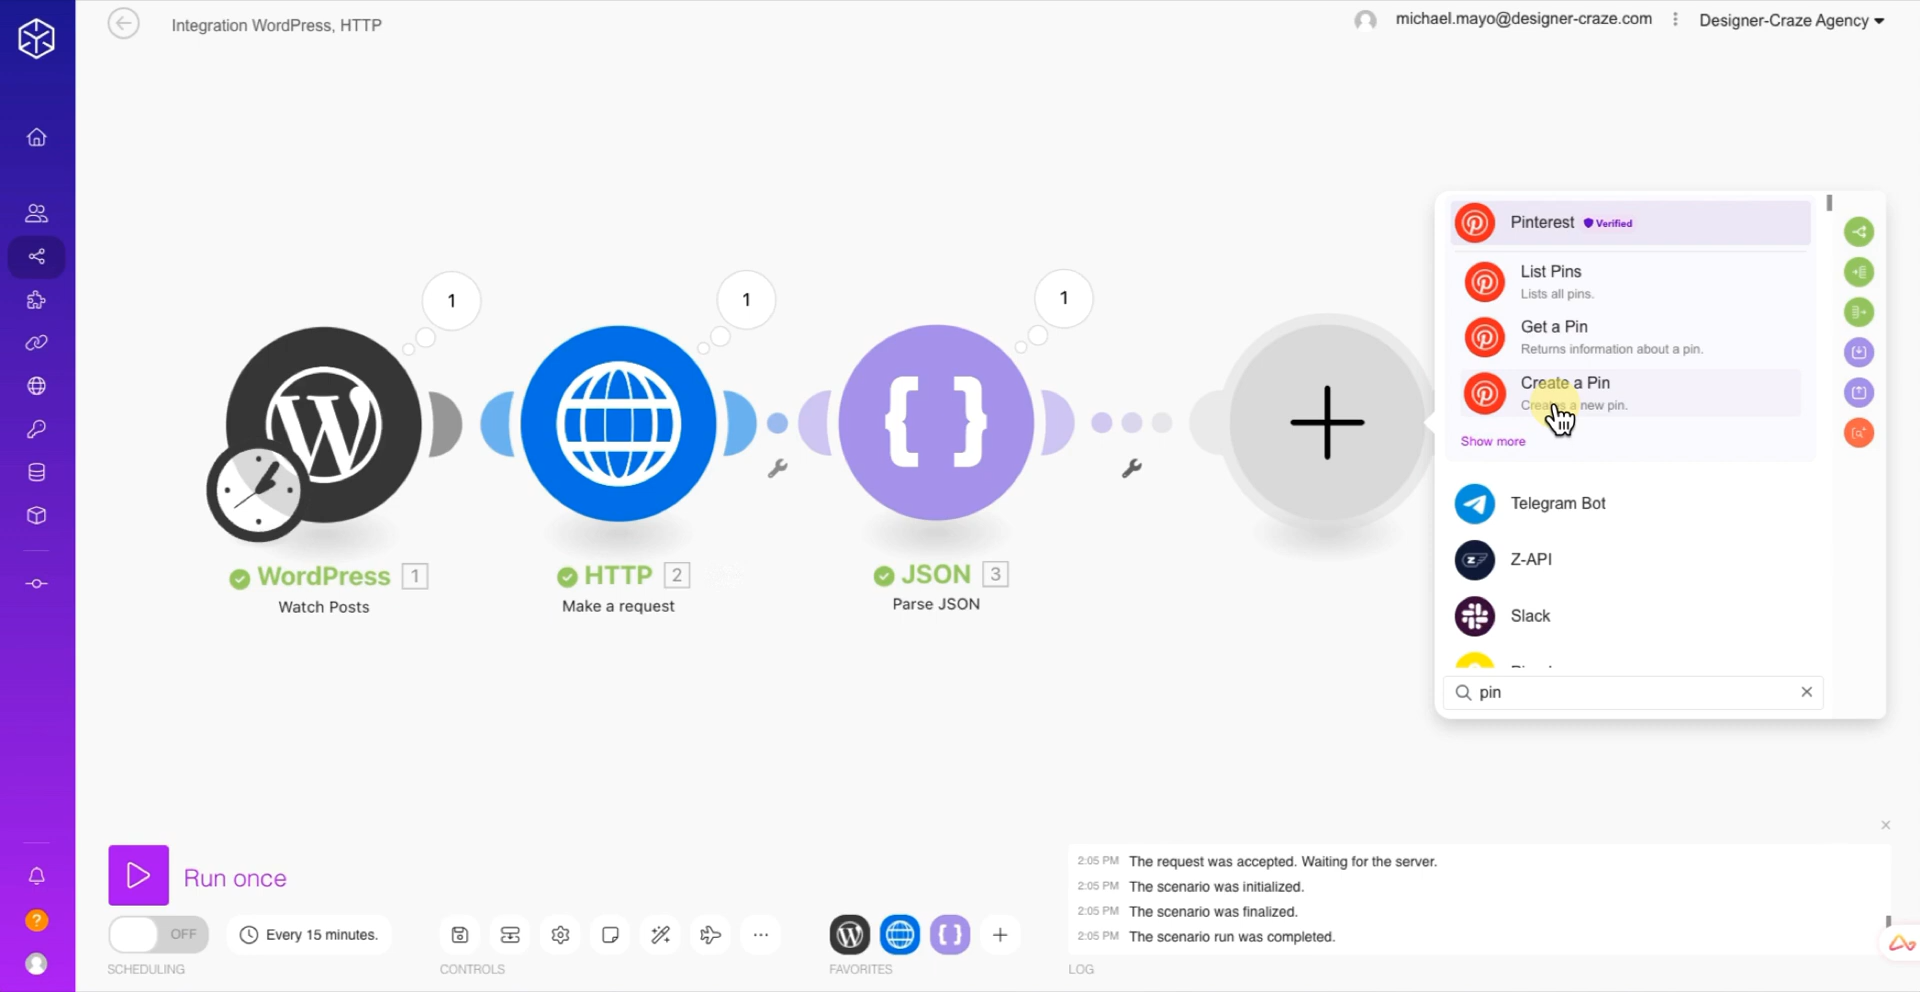 Integration WordPress, HTTP
michael.mayo@designer-craze.com
Designer-Craze Agency
1
1
1
WordPress 1
Watch Posts
HTTP 2
Make a request
JSON 3
Parse JSON
Pinterest Verified
List Pins
Lists all pins.
Get a Pin
Returns information about a pin.
Create a Pin
Creates a new pin.
Show more
Telegram Bot
Z-API
Slack
pin
Run once
OFF
Every 15 minutes.
SCHEDULING
CONTROLS
FAVORITES
2:05 PM The request was accepted. Waiting for the server.
2:05 PM The scenario was initialized.
2:05 PM The scenario was finalized.
2:05 PM The scenario run was completed.
LOG